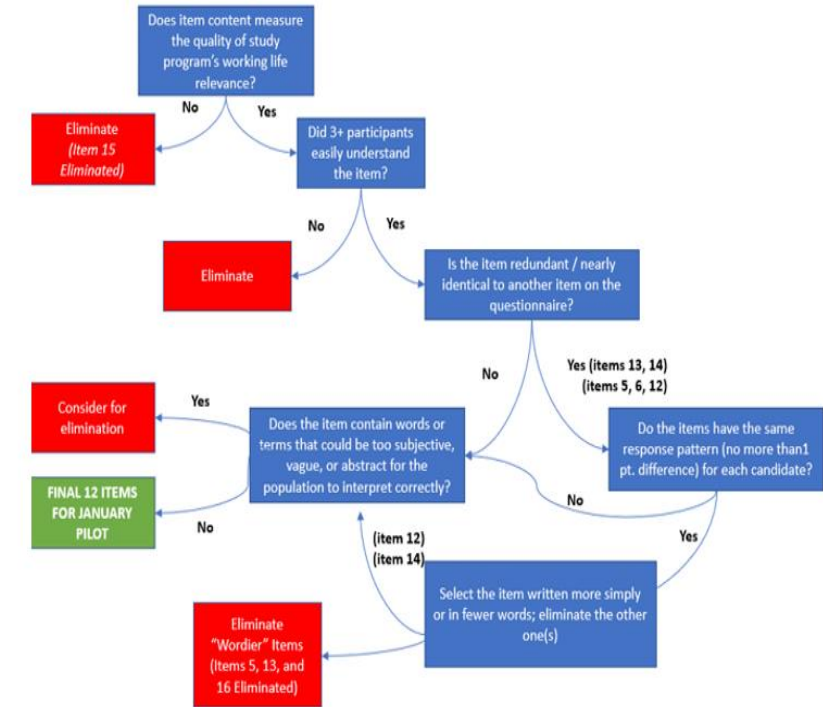 Does item content measure
the quality of study
program's working life
relevance?
No
Yes
Eliminate
(Item 15
Eliminated)
Did 3+ participants
easily understand
the item?
No
Yes
Eliminate
Is the item redundant / nearly
identical to another item on the
questionnaire?
No
Yes (items 13, 14)
(items 5, 6, 12)
Consider for
elimination
Yes
Does the item contain words or
terms that could be too subjective,
vague, or abstract for the
population to interpret correctly?
Do the items have the same
response pattern (no more than1
pt. difference) for each candidate?
FINAL 12 ITEMS
FOR JANUARY
PILOT
No
No
Yes
(item 12)
(item 14)
Select the item written more simply
or in fewer words; eliminate the other
one(s)
Eliminate
"Wordier" Items
(Items 5, 13, and
16 Eliminated)